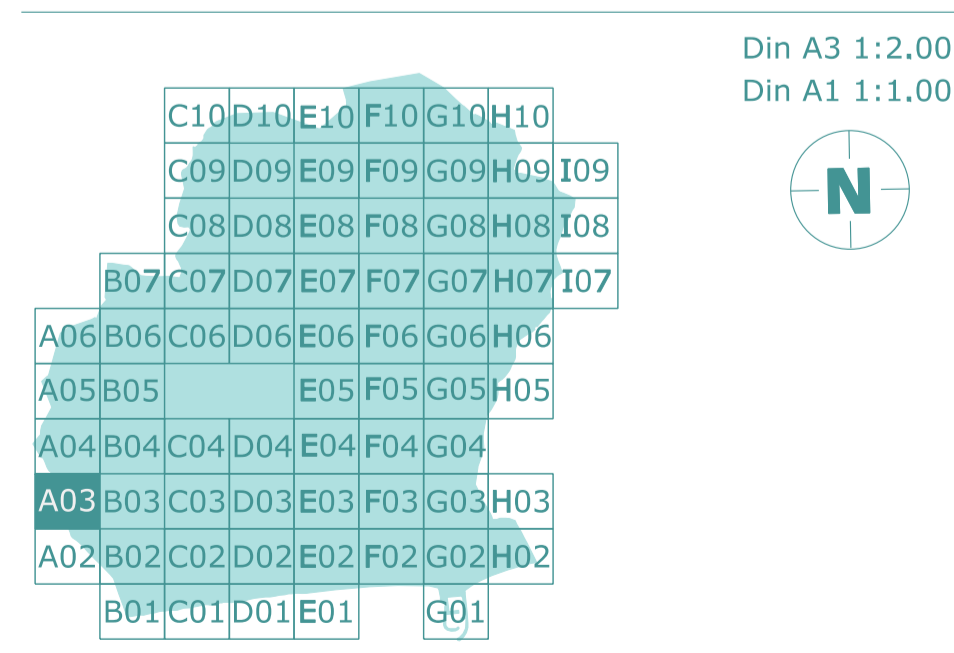 Din A3 1:2.00
Din A1 1:1.00
N
C10 D10 E10 F10 G10 H10
C09 D09 E09 F09 G09 H09 I09
C08 D08 E08 F08 G08 H08 I08
B07 C07 D07 E07 F07 G07 H07 I07
A06 B06 C06 D06 E06 F06 G06 H06
A05 B05 E05 F05 G05 H05
A04 B04 C04 D04 E04 F04 G04
A03 B03 C03 D03 E03 F03 G03 H03
A02 B02 C02 D02 E02 F02 G02 H02
B01 C01 D01 E01 G01